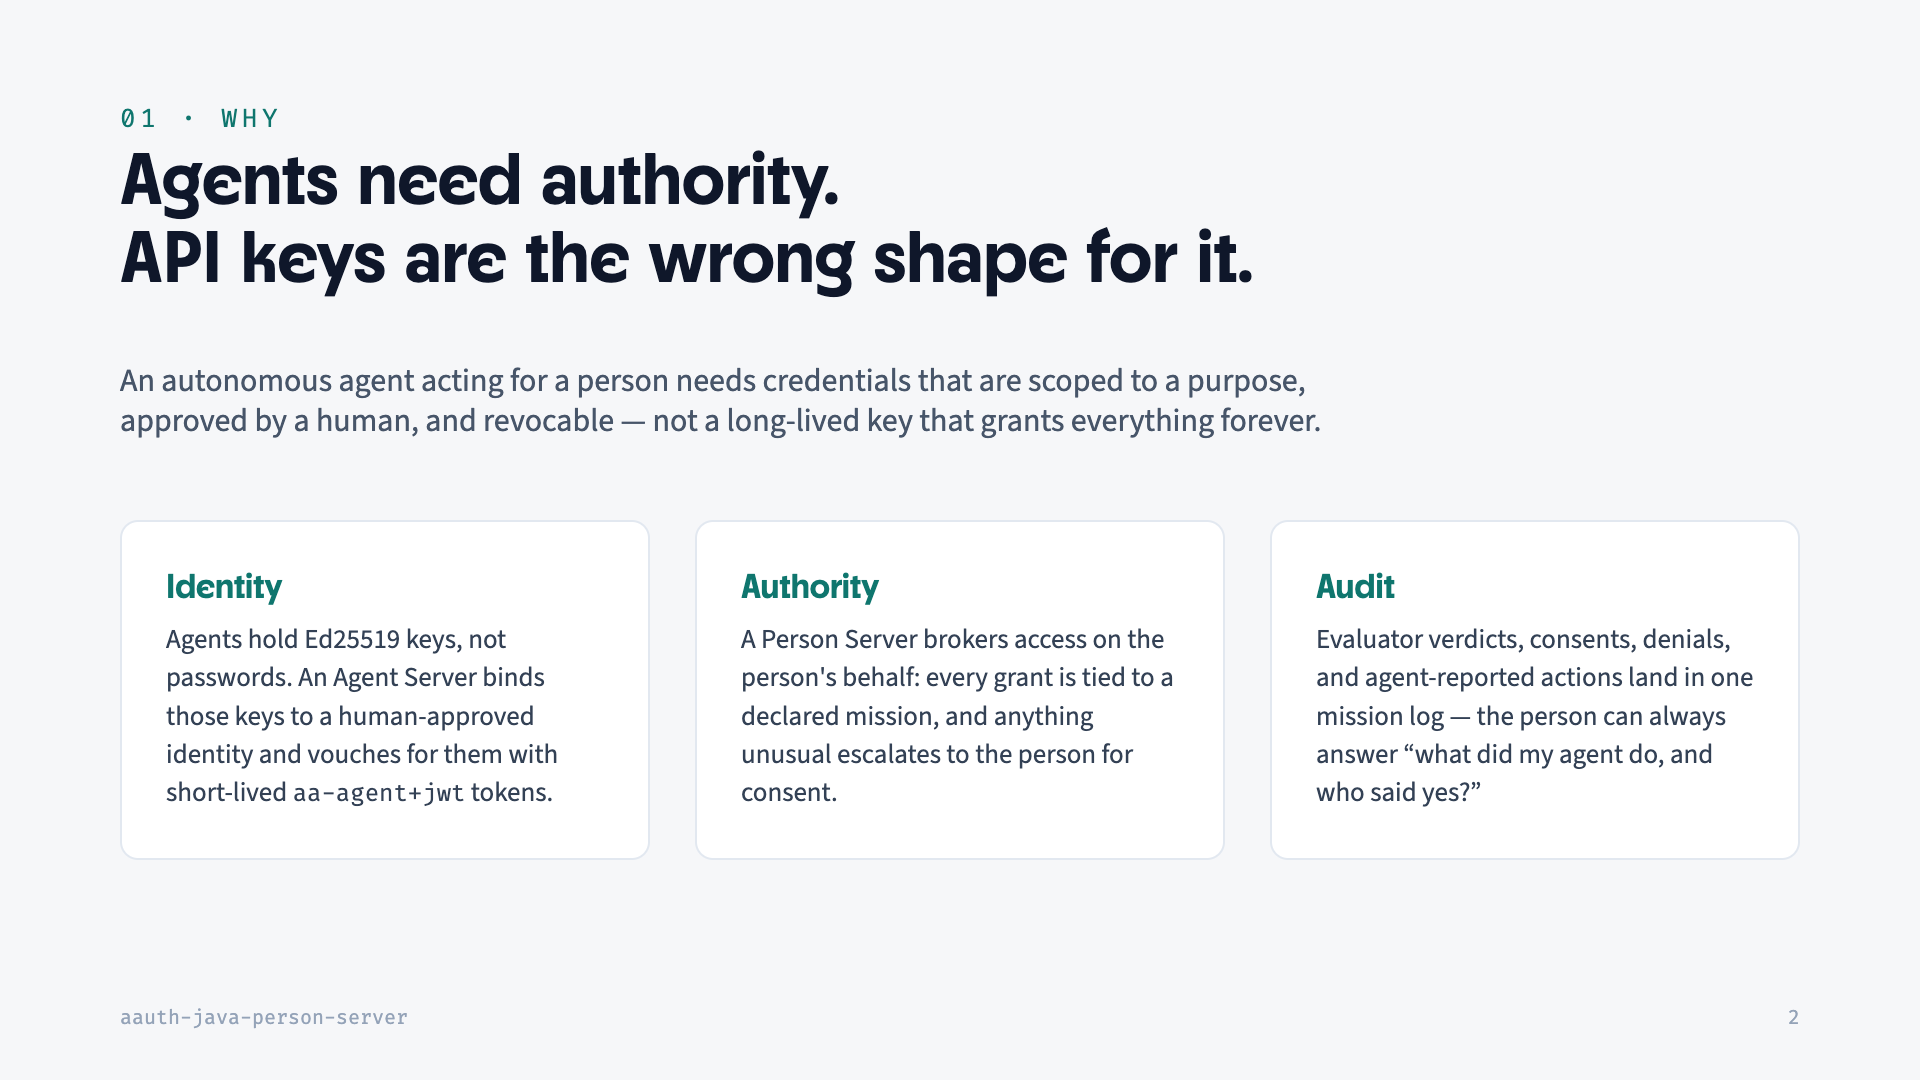 01 · WHY
Agents need authority.
API keys are the wrong shape for it.
An autonomous agent acting for a person needs credentials that are scoped to a purpose,
approved by a human, and revocable — not a long-lived key that grants everything forever.
Identity
Agents hold Ed25519 keys, not
passwords. An Agent Server binds
those keys to a human-approved
identity and vouches for them with
short-lived aa-agent+jwt tokens.
Authority
A Person Server brokers access on the
person's behalf: every grant is tied to a
declared mission, and anything
unusual escalates to the person for
consent.
Audit
Evaluator verdicts, consents, denials,
and agent-reported actions land in one
mission log — the person can always
answer “what did my agent do, and
who said yes?”
aauth-java-person-server
2